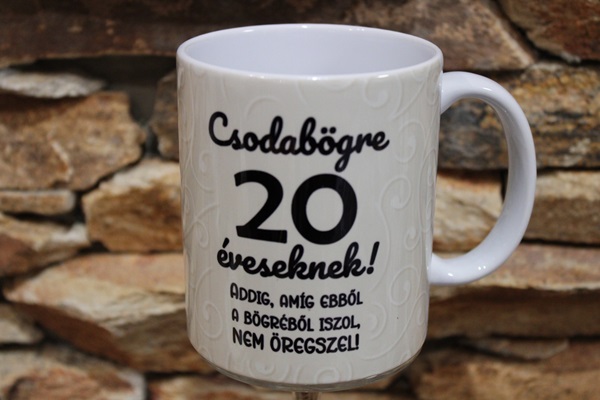 Csodabögre
20
éveseknek!
ADDIG, AMÍG EBBŐL
A BÖGRÉBŐL ISZOL,
NEM ÖREGSZEL!